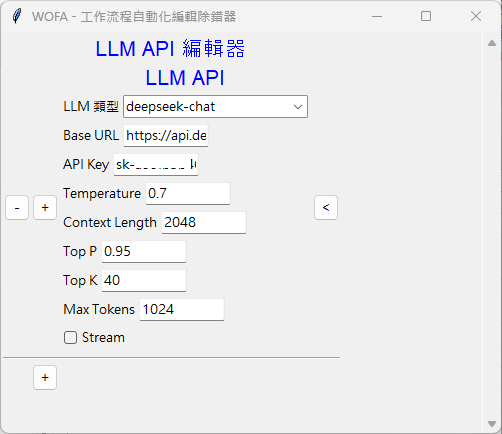 WOFA - 工作流程自動化編輯除錯器
LLM API 編輯器
LLM API
LLM 類型 deepseek-chat
Base URL https://api.de
API Key
Temperature 0.7
- + Context Length 2048 <
Top P 0.95
Top K 40
Max Tokens 1024
Stream
+